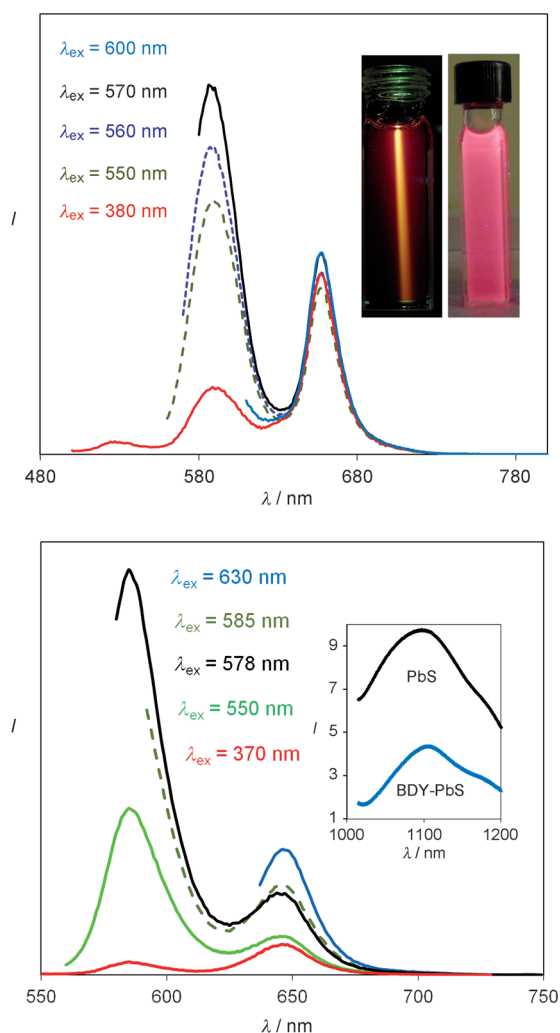 λex = 600 nm
λex = 570 nm
λex = 560 nm
λex = 550 nm
λex = 380 nm
I
480 580 680 780
λ / nm
λex = 630 nm
λex = 585 nm
λex = 578 nm
λex = 550 nm
λex = 370 nm
I
9
7
5
3
1
I
PbS
BDY-PbS
1000 1100 1200
λ / nm
550 600 650 700 750
λ / nm